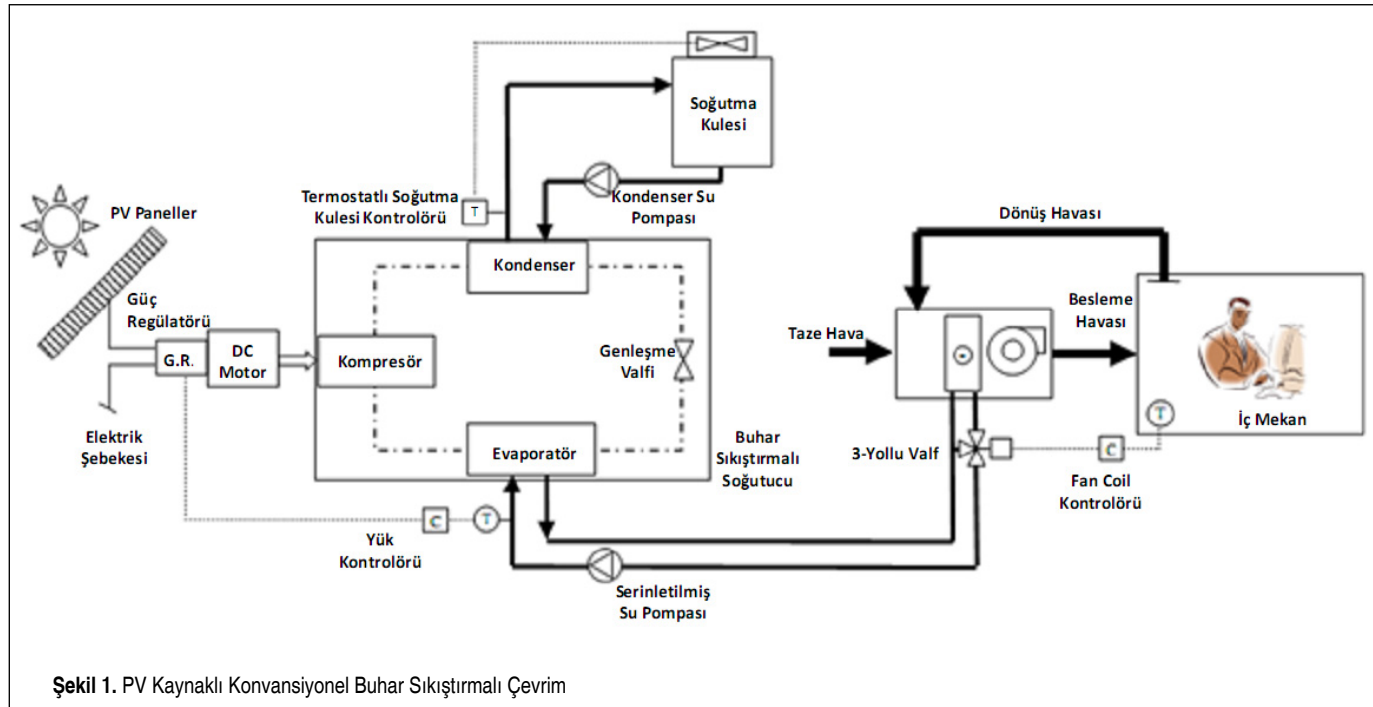 Soğutma
Kulesi
Termostatlı Soğutma
Kulesi Kontrolörü
T
Kondenser Su
Pompası
PV Paneller
Dönüş Havası
Kondenser
Güç
Regülatörü
G.R.
DC
Motor
Kompresör
Genleşme
Valfi
Taze Hava
Besleme
Havası
İç Mekan
T
Elektrik
Şebekesi
Evaporatör
Buhar
Sıkıştırmalı
Soğutucu
3-Yollu Valf
C
Fan Coil
Kontrolörü
C
T
Yük
Kontrolörü
Serinletilmiş
Su Pompası
Şekil 1. PV Kaynaklı Konvansiyonel Buhar Sıkıştırmalı Çevrim